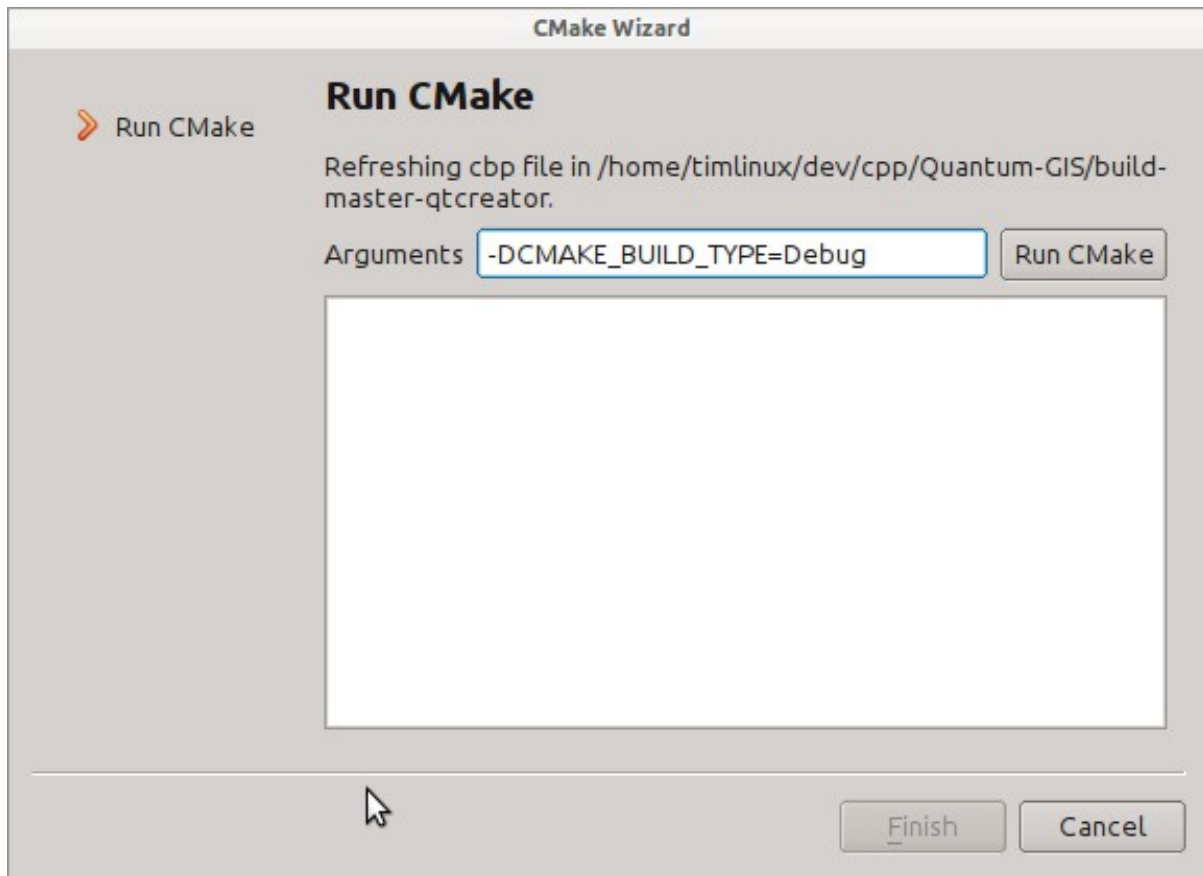 CMake Wizard
Run CMake
Run CMake
Refreshing cbp file in /home/timlinux/dev/cpp/Quantum-GIS/build-
master-qtcreator.
Arguments -DCMAKE_BUILD_TYPE=Debug Run CMake
Finish Cancel